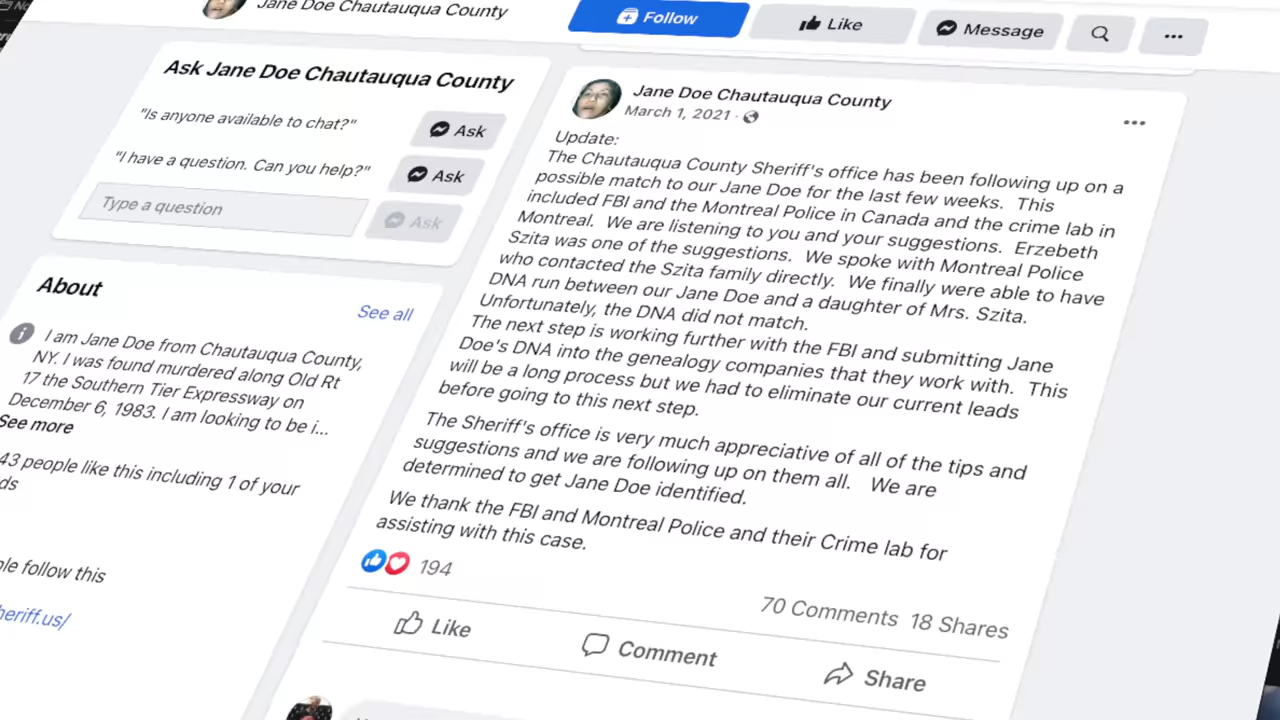 Jane Doe Chautauqua County
Follow
Like
Message
Ask Jane Doe Chautauqua County
"Is anyone available to chat?"
Ask
"I have a question. Can you help?"
Ask
Type a question
Ask
About
See all
I am Jane Doe from Chautauqua County,
NY. I was found murdered along Old Rt
17 the Southern Tier Expressway on
December 6, 1983. I am looking to be i...
See more
43 people like this including 1 of your
ple follow this
heriff.us/
Jane Doe Chautauqua County
March 1, 2021 ·
Update:
The Chautauqua County Sheriff's office has been following up on a
possible match to our Jane Doe for the last few weeks. This
included FBI and the Montreal Police in Canada and the crime lab in
Montreal. We are listening to you and your suggestions. Erzebeth
Szita was one of the suggestions. We spoke with Montreal Police
who contacted the Szita family directly. We finally were able to have
DNA run between our Jane Doe and a daughter of Mrs. Szita.
Unfortunately, the DNA did not match.
The next step is working further with the FBI and submitting Jane
Doe's DNA into the genealogy companies that they work with. This
will be a long process but we had to eliminate our current leads
before going to this next step.
The Sheriff's office is very much appreciative of all of the tips and
suggestions and we are following up on them all. We are
determined to get Jane Doe identified.
We thank the FBI and Montreal Police and their Crime lab for
assisting with this case.
194
70 Comments 18 Shares
Like
Comment
Share